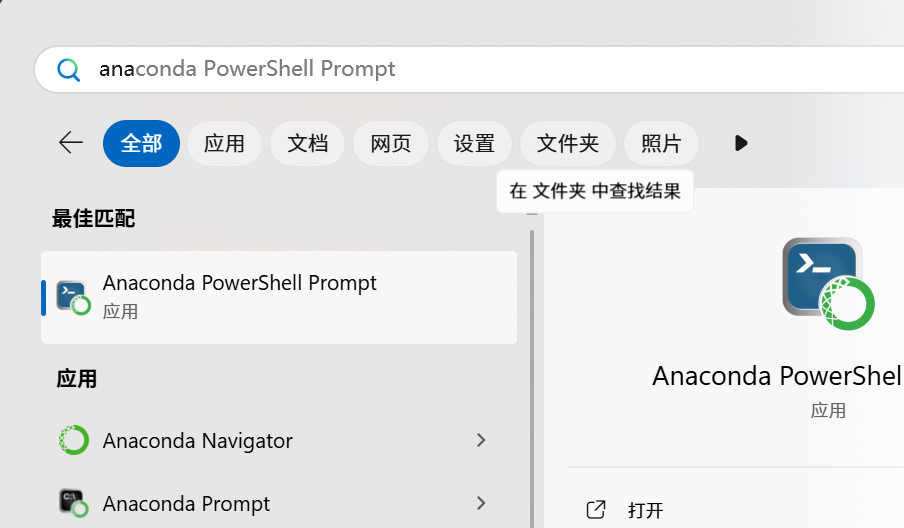 anaconda PowerShell Prompt
全部 应用 文档 网页 设置 文件夹 照片
在 文件夹 中查找结果
最佳匹配
Anaconda PowerShell Prompt
应用
应用
Anaconda Navigator
Anaconda Prompt
Anaconda PowerShel
应用
打开